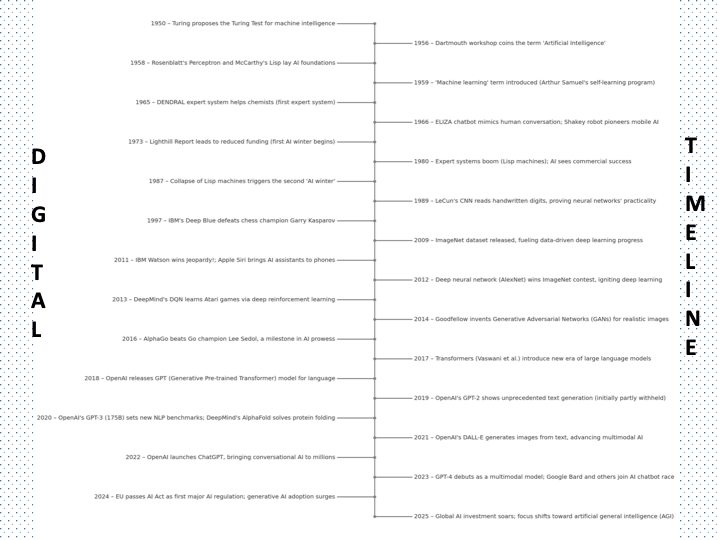 DIGITAL
1950 – Turing proposes the Turing Test for machine intelligence
1956 – Dartmouth workshop coins the term 'Artificial Intelligence'
1958 – Rosenblatt's Perceptron and McCarthy's Lisp lay AI foundations
1959 – 'Machine learning' term introduced (Arthur Samuel's self-learning program)
1965 – DENDRAL expert system helps chemists (first expert system)
1966 – ELIZA chatbot mimics human conversation; Shakey robot pioneers mobile AI
1973 – Lighthill Report leads to reduced funding (first AI winter begins)
1980 – Expert systems boom (Lisp machines); AI sees commercial success
1987 – Collapse of Lisp machines triggers the second 'AI winter'
1989 – LeCun's CNN reads handwritten digits, proving neural networks' practicality
1997 – IBM's Deep Blue defeats chess champion Garry Kasparov
2009 – ImageNet dataset released, fueling data-driven deep learning progress
2011 – IBM Watson wins Jeopardy!; Apple Siri brings AI assistants to phones
2012 – Deep neural network (AlexNet) wins ImageNet contest, igniting deep learning
2013 – DeepMind's DQN learns Atari games via deep reinforcement learning
2014 – Goodfellow invents Generative Adversarial Networks (GANs) for realistic images
2016 – AlphaGo beats Go champion Lee Sedol, a milestone in AI prowess
2017 – Transformers (Vaswani et al.) introduce new era of large language models
2018 – OpenAI releases GPT (Generative Pre-trained Transformer) model for language
2019 – OpenAI's GPT-2 shows unprecedented text generation (initially partly withheld)
2020 – OpenAI's GPT-3 (175B) sets new NLP benchmarks; DeepMind's AlphaFold solves protein folding
2021 – OpenAI's DALL-E generates images from text, advancing multimodal AI
2022 – OpenAI launches ChatGPT, bringing conversational AI to millions
2023 – GPT-4 debuts as a multimodal model; Google Bard and others join AI chatbot race
2024 – EU passes AI Act as first major AI regulation; generative AI adoption surges
2025 – Global AI investment soars; focus shifts toward artificial general intelligence (AGI)
TIMELINE